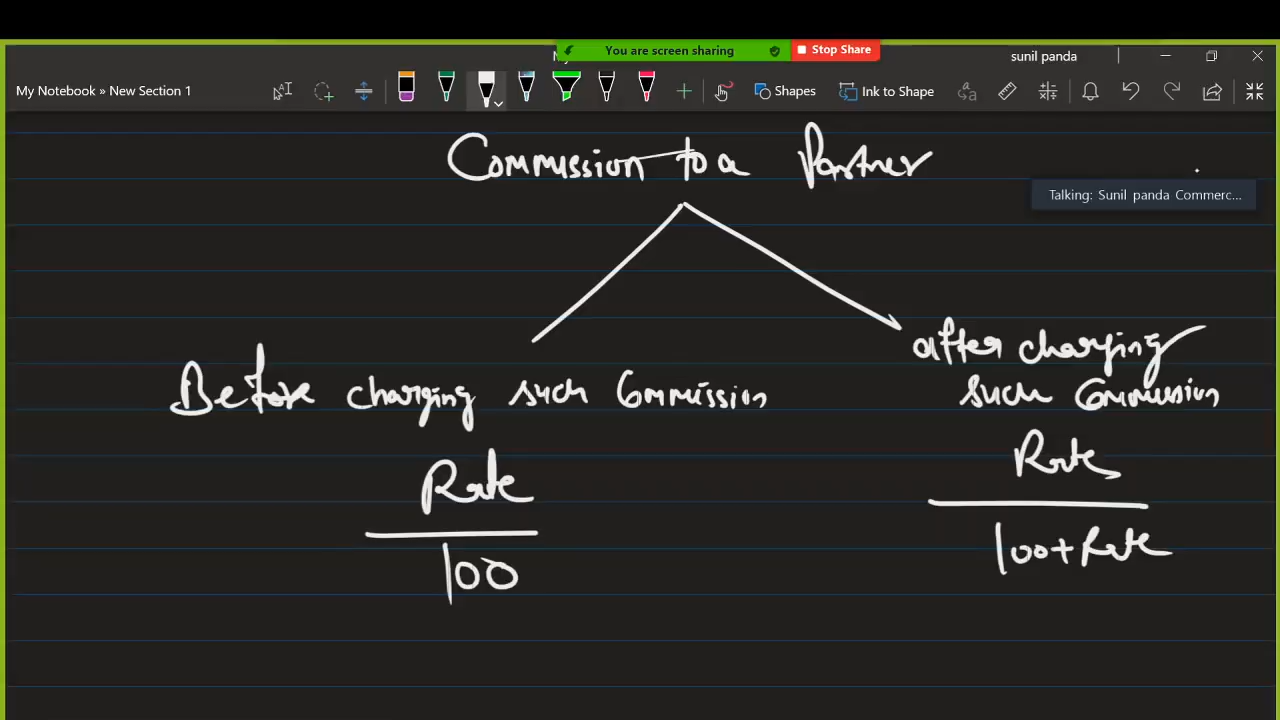 You are screen sharing
Stop Share
sunil panda
My Notebook » New Section 1
Shapes
Ink to Shape
Commission to a Partner
Talking: Sunil panda Commerc...
after charging
Before charging such Commission
such Commission
Rate
100
Rate
100+Rate